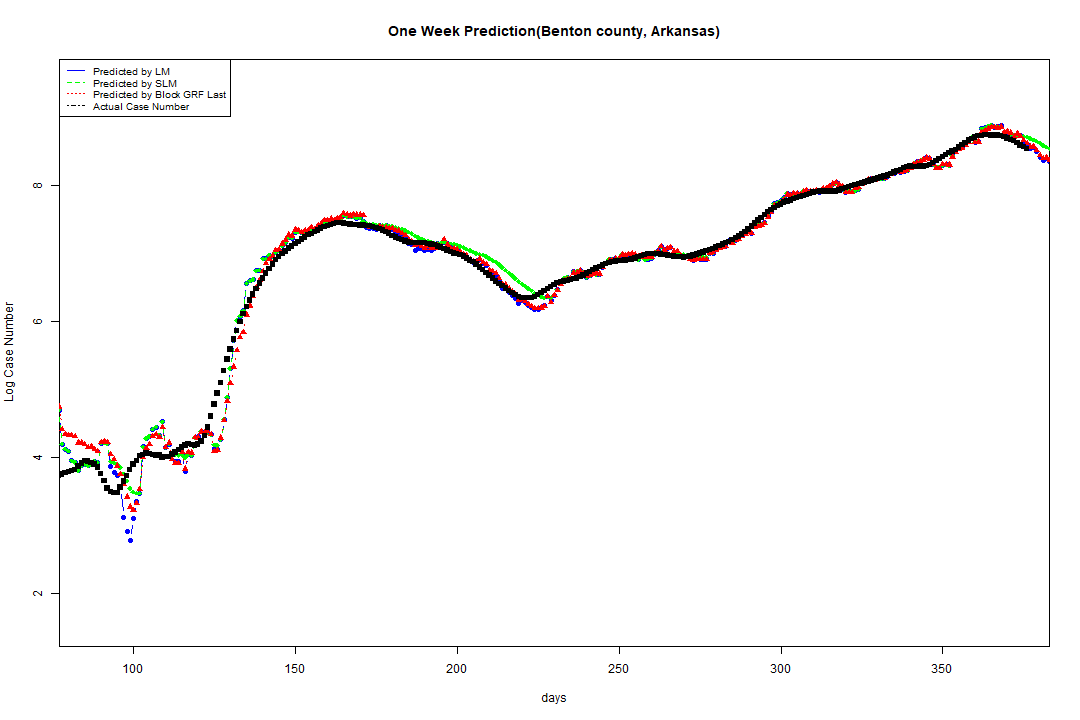 One Week Prediction(Benton county, Arkansas)
Predicted by LM
Predicted by SLM
Predicted by Block GRF Last
Actual Case Number
Log Case Number
8
6
4
2
100 150 200 250 300 350
days